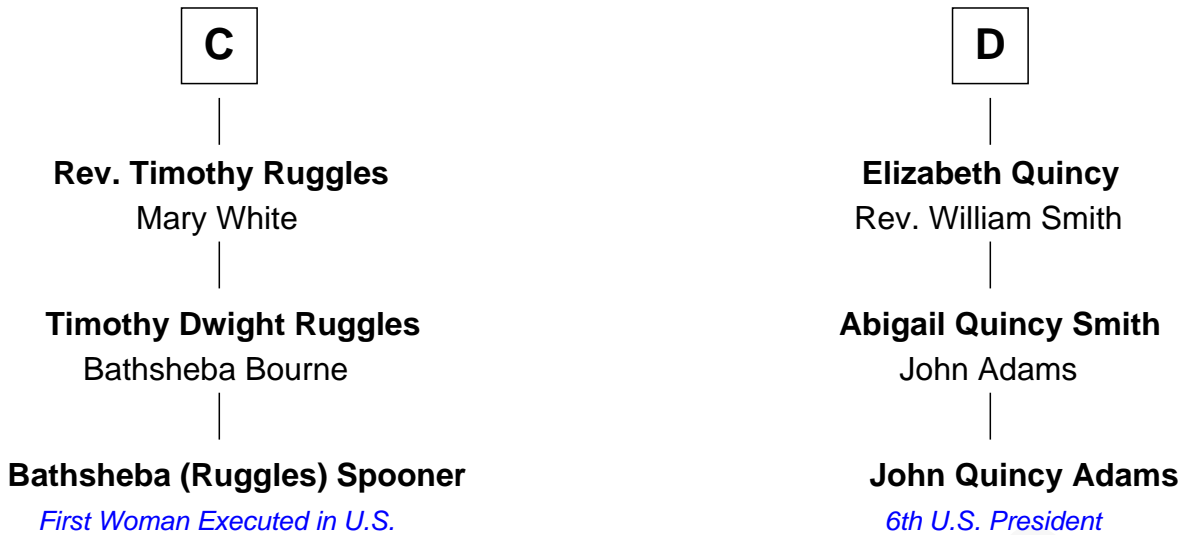 C
Rev. Timothy Ruggles
Mary White
Timothy Dwight Ruggles
Bathsheba Bourne
Bathsheba (Ruggles) Spooner
First Woman Executed in U.S.
D
Elizabeth Quincy
Rev. William Smith
Abigail Quincy Smith
John Adams
John Quincy Adams
6th U.S. President